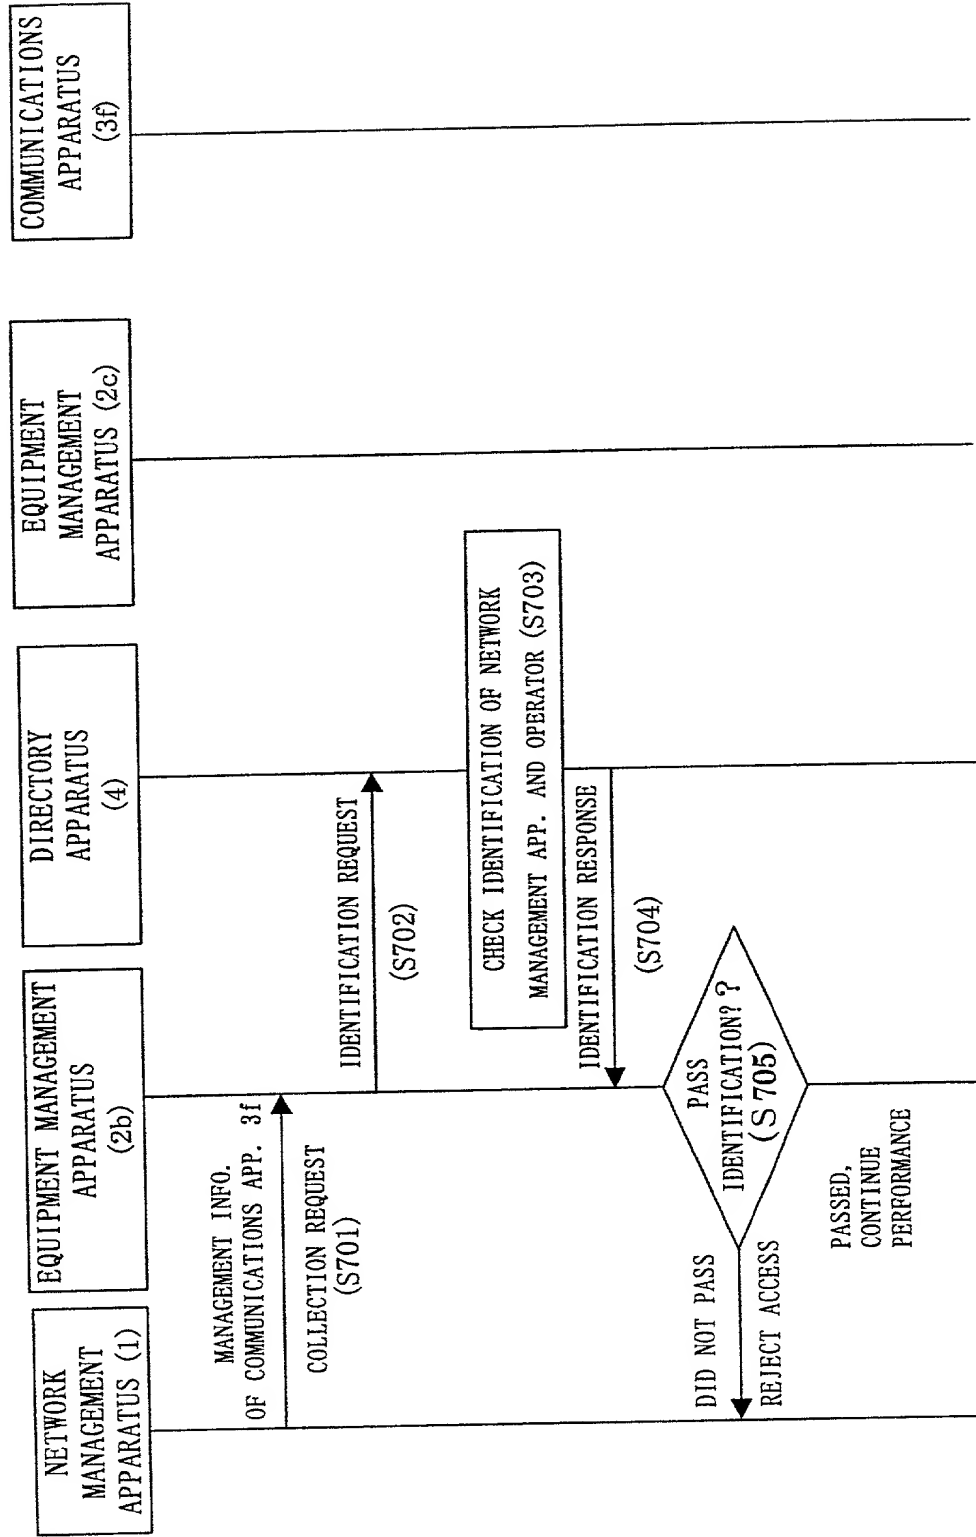 NETWORK
MANAGEMENT
APPARATUS (1)
EQUIPMENT MANAGEMENT
APPARATUS
(2b)
DIRECTORY
APPARATUS
(4)
EQUIPMENT
MANAGEMENT
APPARATUS (2c)
COMMUNICATIONS
APPARATUS
(3f)
MANAGEMENT INFO.
OF COMMUNICATIONS APP. 3f
COLLECTION REQUEST
(S701)
IDENTIFICATION REQUEST
(S702)
CHECK IDENTIFICATION OF NETWORK
MANAGEMENT APP. AND OPERATOR (S703)
IDENTIFICATION RESPONSE
(S704)
PASS
IDENTIFICATION? ?
(S 705)
DID NOT PASS
REJECT ACCESS
PASSED,
CONTINUE
PERFORMANCE